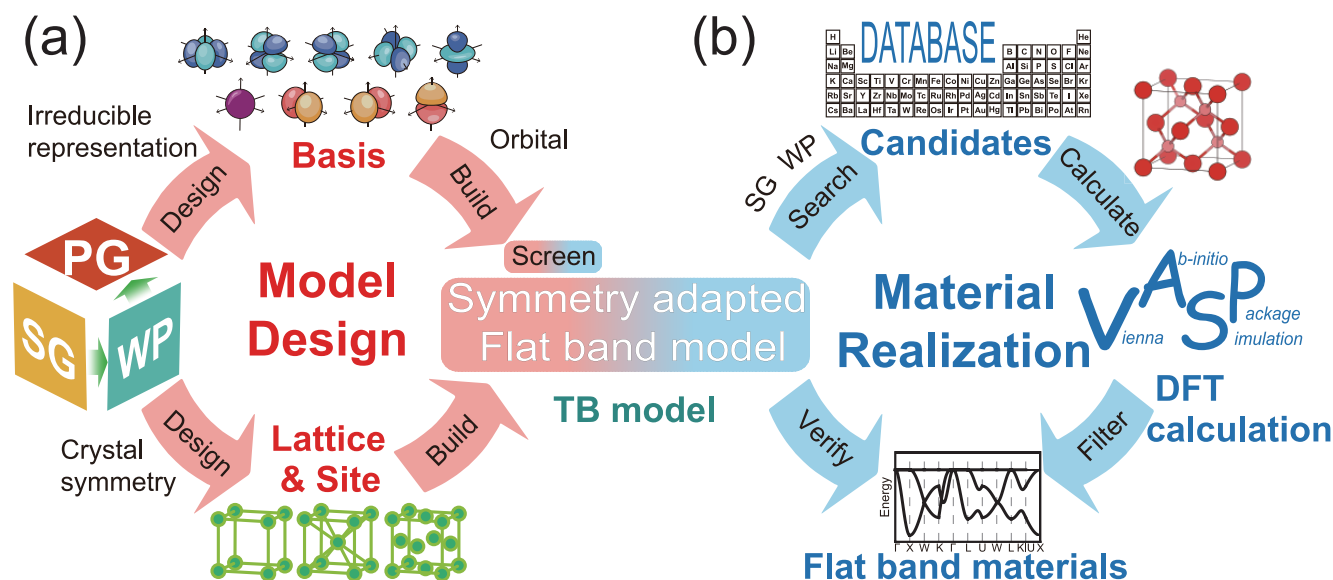 (a)
Irreducible
representation
Basis
Orbital
Design
Build
PG
SG
WP
Model
Design
Screen
Symmetry adapted
Flat band model
TB model
Crystal
symmetry
Design
Lattice
& Site
Build
(b)
DATABASE
H He
Li Be B C N O F Ne
Na Mg Al Si P S Cl Ar
K Ca Sc Ti V Cr Mn Fe Co Ni Cu Zn Ga Ge As Se Br Kr
Rb Sr Y Zr Nb Mo Tc Ru Rh Pd Ag Cd In Sn Sb Te I Xe
Cs Ba La Hf Ta W Re Os Ir Pt Au Hg Tl Pb Bi Po At Rn
Candidates
SG WP
Search
Calculate
Material
Realization
VASP
b-initio
ackage
ienna
imulation
DFT
calculation
Verify
Filter
Energy
Γ X W K Γ L U W L K|U X
Flat band materials